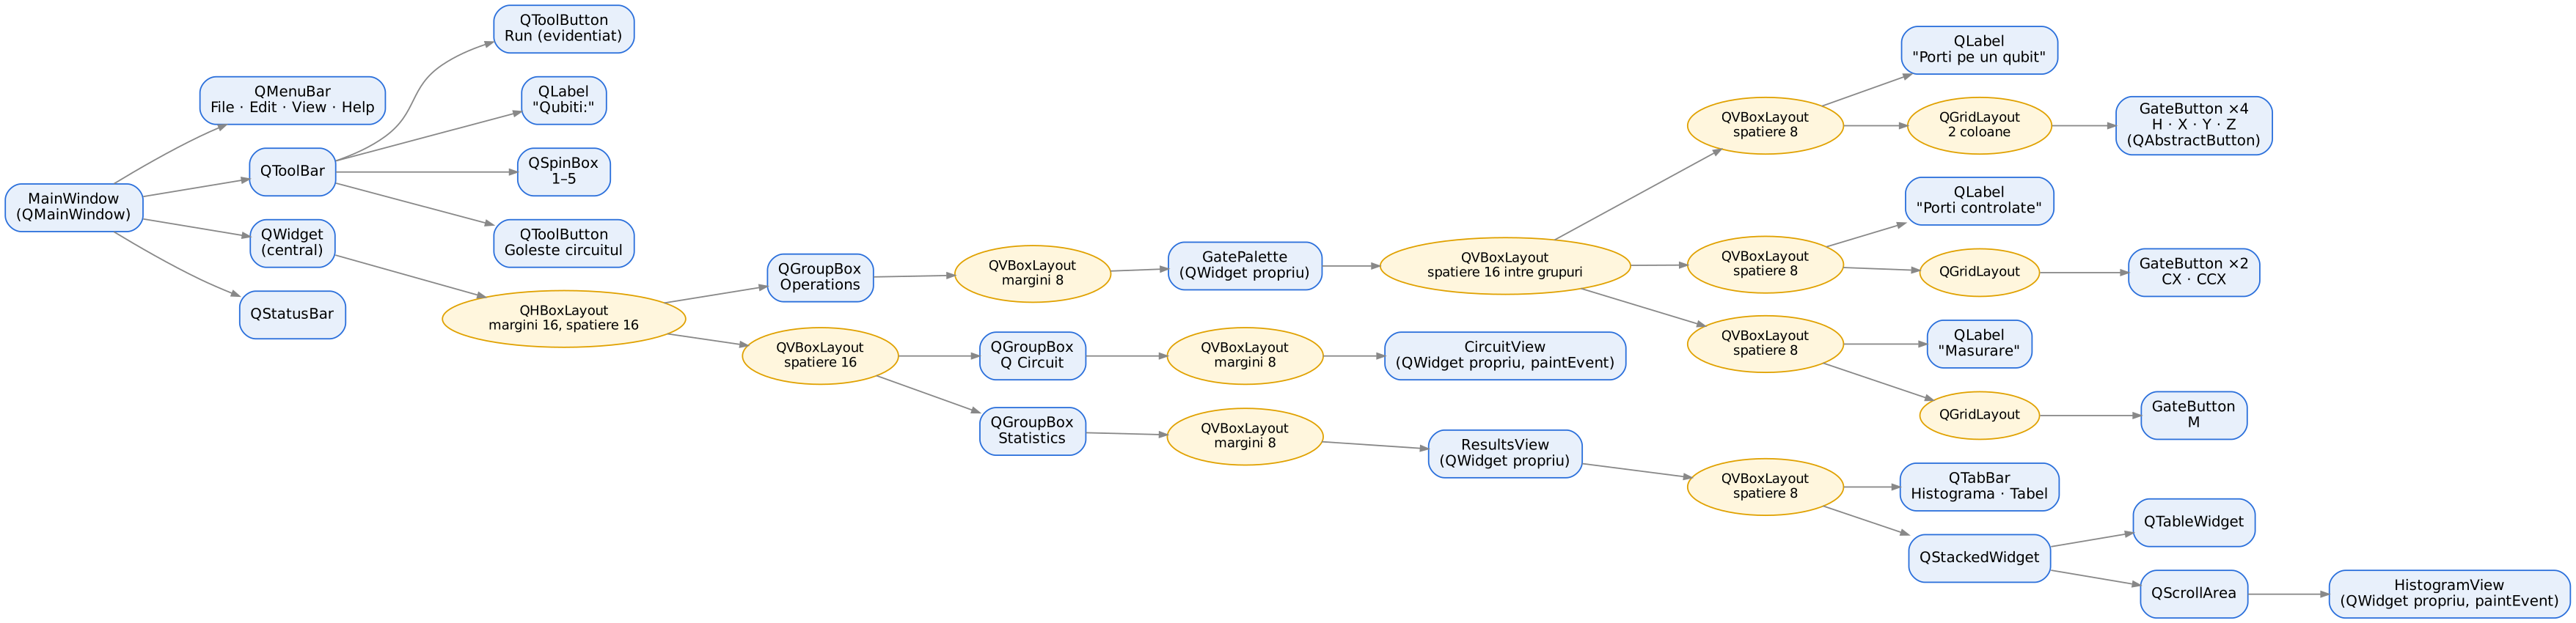 MainWindow
(QMainWindow)
QMenuBar
File · Edit · View · Help
QToolBar
QWidget
(central)
QStatusBar
QToolButton
Run (evidentiat)
QLabel
"Qubiti:"
QSpinBox
1–5
QToolButton
Goleste circuitul
QHBoxLayout
margini 16, spatiere 16
QGroupBox
Operations
QVBoxLayout
spatiere 16
QVBoxLayout
margini 8
QGroupBox
Q Circuit
QGroupBox
Statistics
GatePalette
(QWidget propriu)
QVBoxLayout
margini 8
QVBoxLayout
margini 8
QVBoxLayout
spatiere 16 intre grupuri
CircuitView
(QWidget propriu, paintEvent)
ResultsView
(QWidget propriu)
QVBoxLayout
spatiere 8
QVBoxLayout
spatiere 8
QVBoxLayout
spatiere 8
QVBoxLayout
spatiere 8
QLabel
"Porti pe un qubit"
QGridLayout
2 coloane
QLabel
"Porti controlate"
QGridLayout
QLabel
"Masurare"
QGridLayout
QTabBar
Histograma · Tabel
QStackedWidget
GateButton ×4
H · X · Y · Z
(QAbstractButton)
GateButton ×2
CX · CCX
GateButton
M
QTableWidget
QScrollArea
HistogramView
(QWidget propriu, paintEvent)